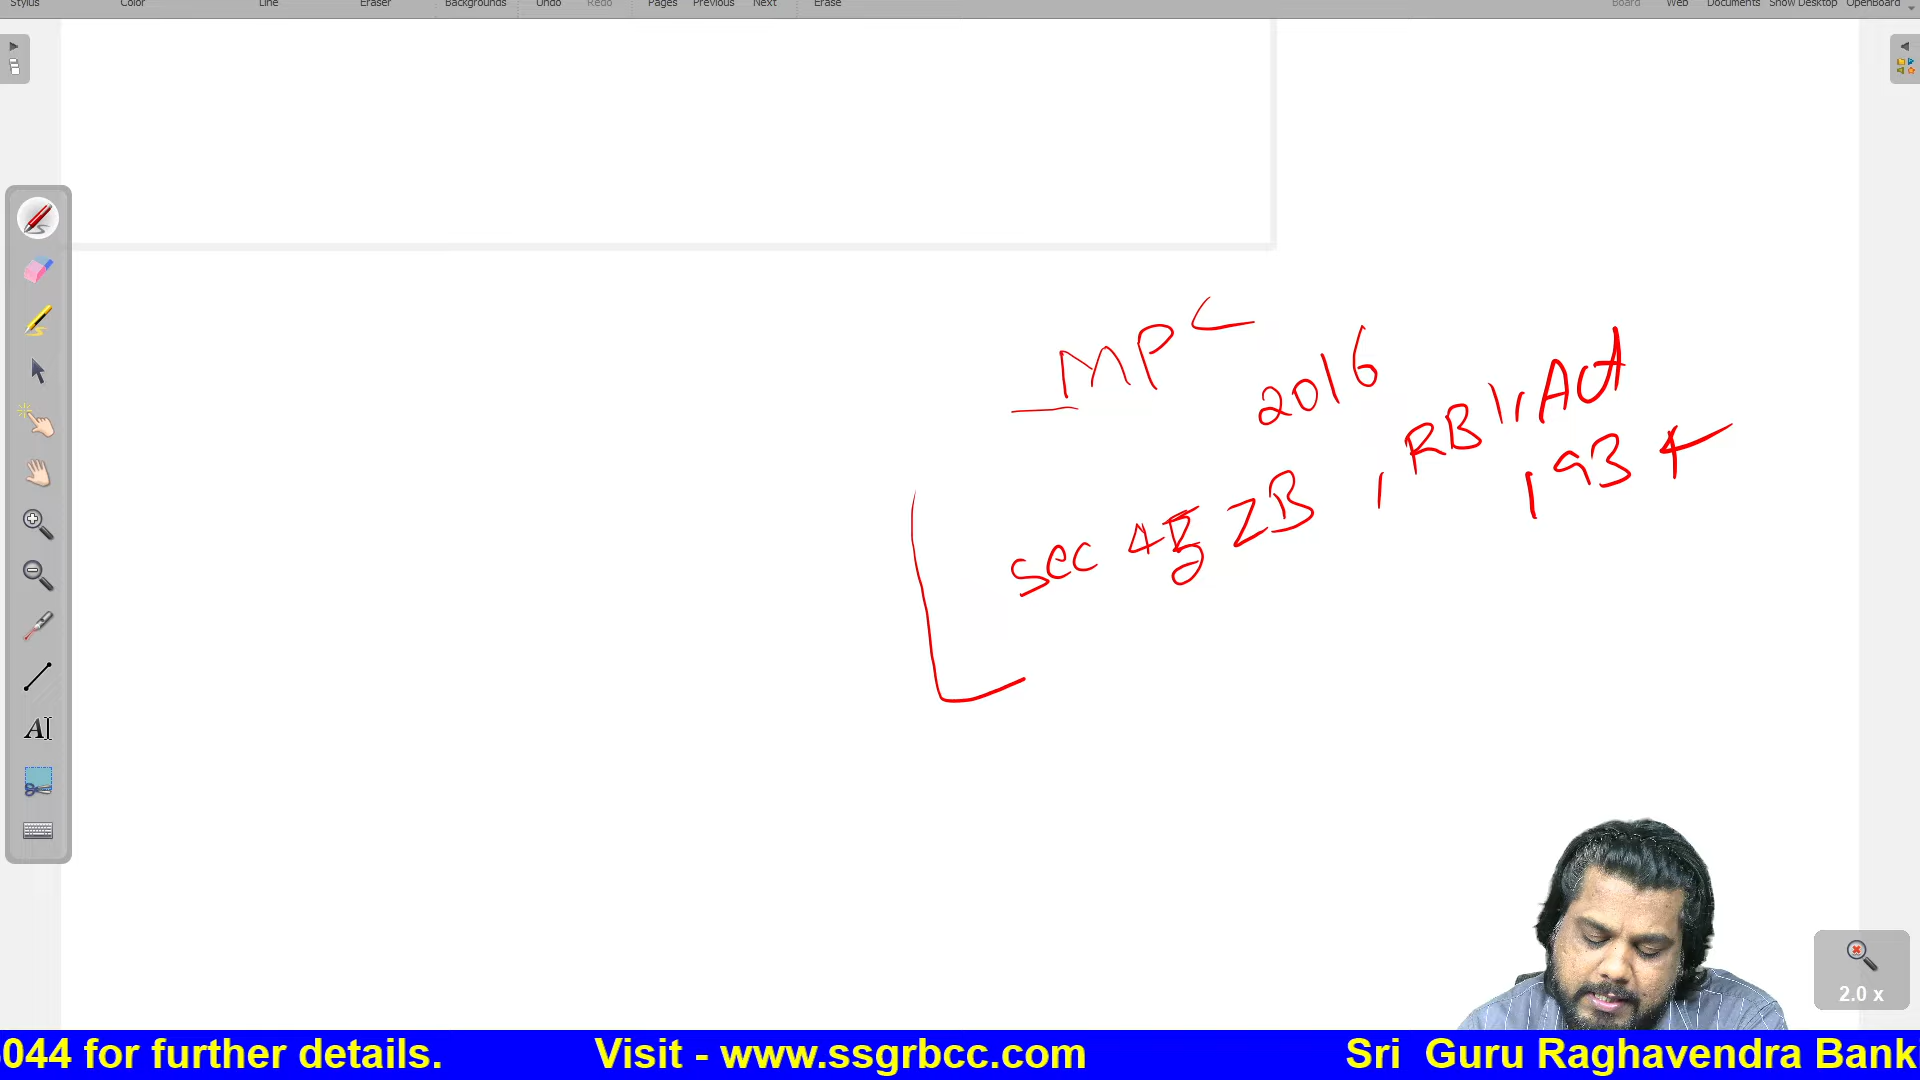 Stylus Color Line Eraser Backgrounds Undo Redo Pages Previous Next Erase Board Web Documents Show Desktop OpenBoard
MPC
2016
sec 45 ZB , RBI, Act
1934
2.0 x
6044 for further details. Visit - www.ssgrbcc.com Sri Guru Raghavendra Bank